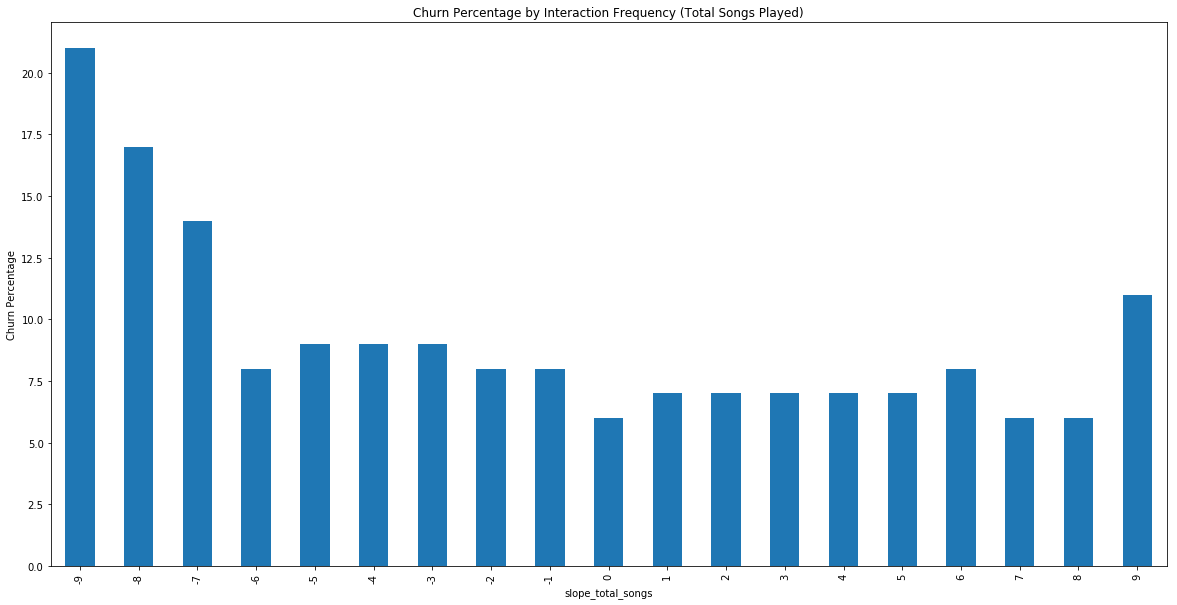 Churn Percentage by Interaction Frequency (Total Songs Played)
Churn Percentage
20.0
17.5
15.0
12.5
10.0
7.5
5.0
2.5
0.0
-9 -8 -7 -6 -5 -4 -3 -2 -1 0 1 2 3 4 5 6 7 8 9
slope_total_songs